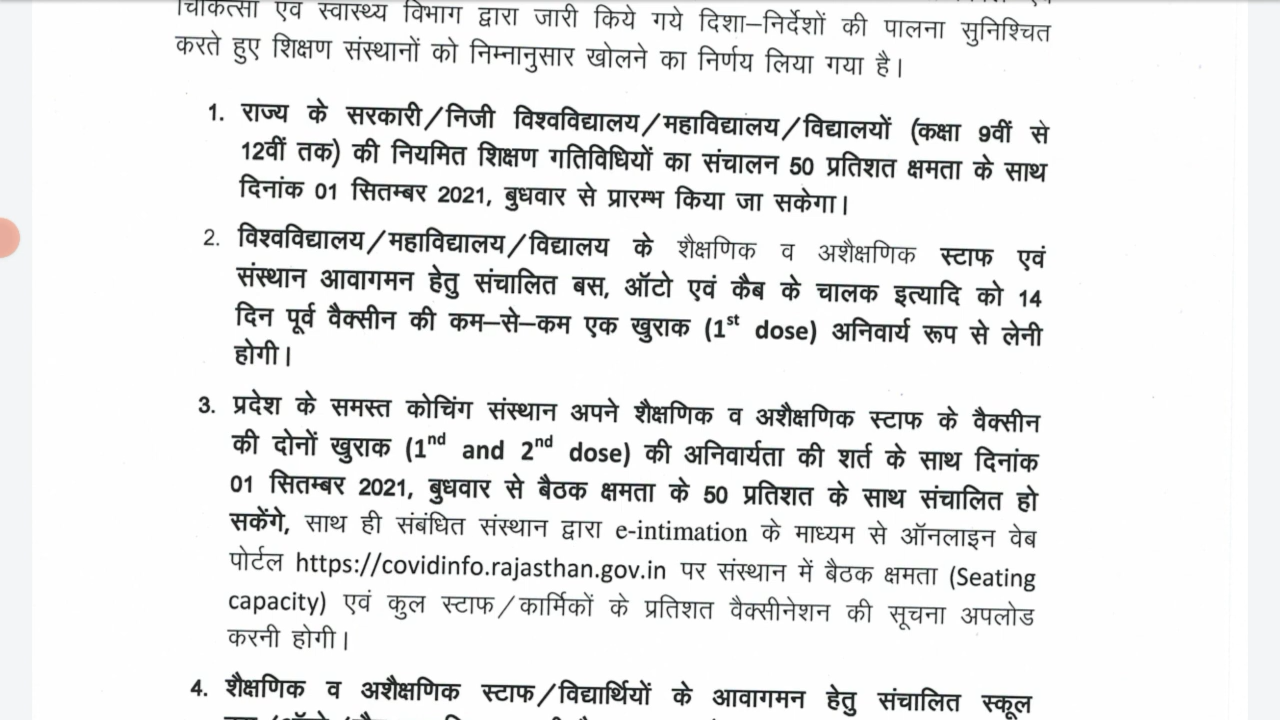 चिकित्सा एवं स्वास्थ्य विभाग द्वारा जारी किये गये दिशा–निर्देशों की पालना सुनिश्चित
करते हुए शिक्षण संस्थानों को निम्नानुसार खोलने का निर्णय लिया गया है।
1. राज्य के सरकारी/निजी विश्वविद्यालय/महाविद्यालय/विद्यालयों (कक्षा 9वीं से
12वीं तक) की नियमित शिक्षण गतिविधियों का संचालन 50 प्रतिशत क्षमता के साथ
दिनांक 01 सितम्बर 2021, बुधवार से प्रारम्भ किया जा सकेगा।
2. विश्वविद्यालय/महाविद्यालय/विद्यालय के शैक्षणिक व अशैक्षणिक स्टाफ एवं
संस्थान आवागमन हेतु संचालित बस, ऑटो एवं कैब के चालक इत्यादि को 14
दिन पूर्व वैक्सीन की कम–से–कम एक खुराक (1st dose) अनिवार्य रूप से लेनी
होगी।
3. प्रदेश के समस्त कोचिंग संस्थान अपने शैक्षणिक व अशैक्षणिक स्टाफ के वैक्सीन
की दोनों खुराक (1nd and 2nd dose) की अनिवार्यता की शर्त के साथ दिनांक
01 सितम्बर 2021, बुधवार से बैठक क्षमता के 50 प्रतिशत के साथ संचालित हो
सकेंगे, साथ ही संबंधित संस्थान द्वारा e-intimation के माध्यम से ऑनलाइन वेब
पोर्टल https://covidinfo.rajasthan.gov.in पर संस्थान में बैठक क्षमता (Seating
capacity) एवं कुल स्टाफ/कार्मिकों के प्रतिशत वैक्सीनेशन की सूचना अपलोड
करनी होगी।
4. शैक्षणिक व अशैक्षणिक स्टाफ/विद्यार्थियों के आवागमन हेतु संचालित स्कूल